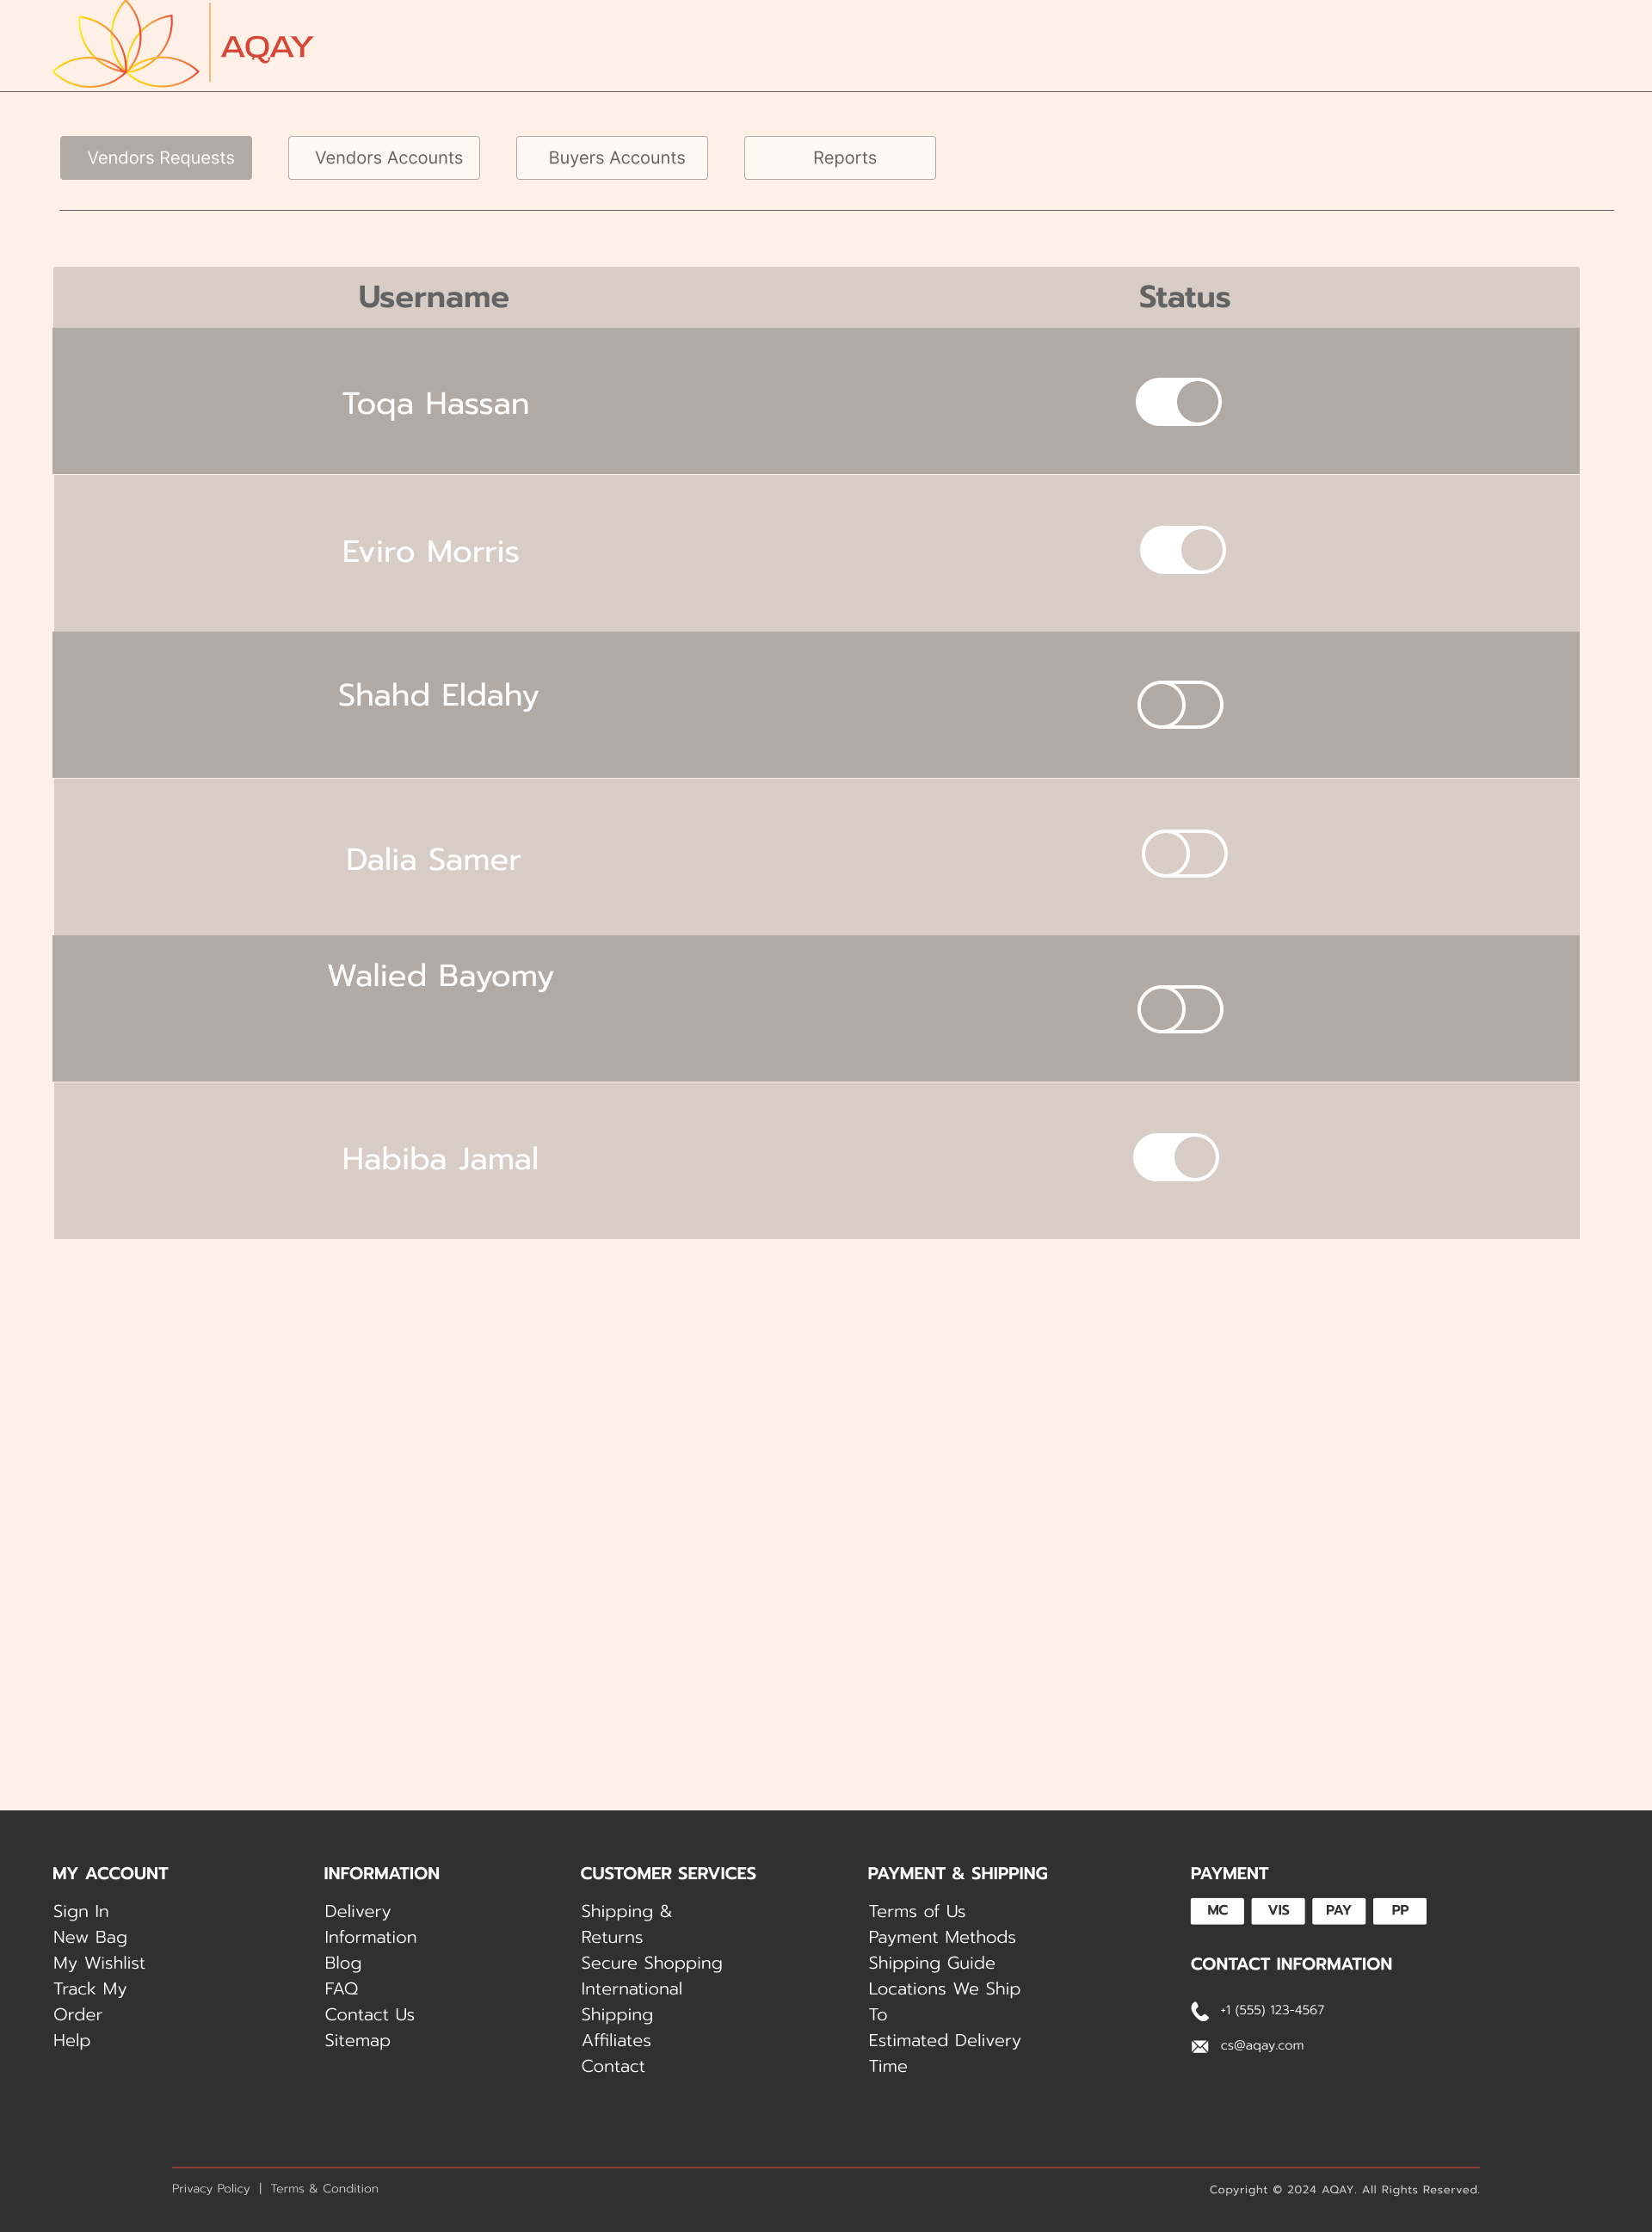 AQAY
Vendors Requests
Vendors Accounts
Buyers Accounts
Reports
Username
Status
Toqa Hassan
Eviro Morris
Shahd Eldahy
Dalia Samer
Walied Bayomy
Habiba Jamal
MY ACCOUNT
Sign In
New Bag
My Wishlist
Track My
Order
Help
INFORMATION
Delivery
Information
Blog
FAQ
Contact Us
Sitemap
CUSTOMER SERVICES
Shipping &
Returns
Secure Shopping
International
Shipping
Affiliates
Contact
PAYMENT & SHIPPING
Terms of Us
Payment Methods
Shipping Guide
Locations We Ship
To
Estimated Delivery
Time
PAYMENT
MC VIS PAY PP
CONTACT INFORMATION
+1 (555) 123-4567
cs@aqay.com
Privacy Policy | Terms & Condition
Copyright © 2024 AQAY. All Rights Reserved.